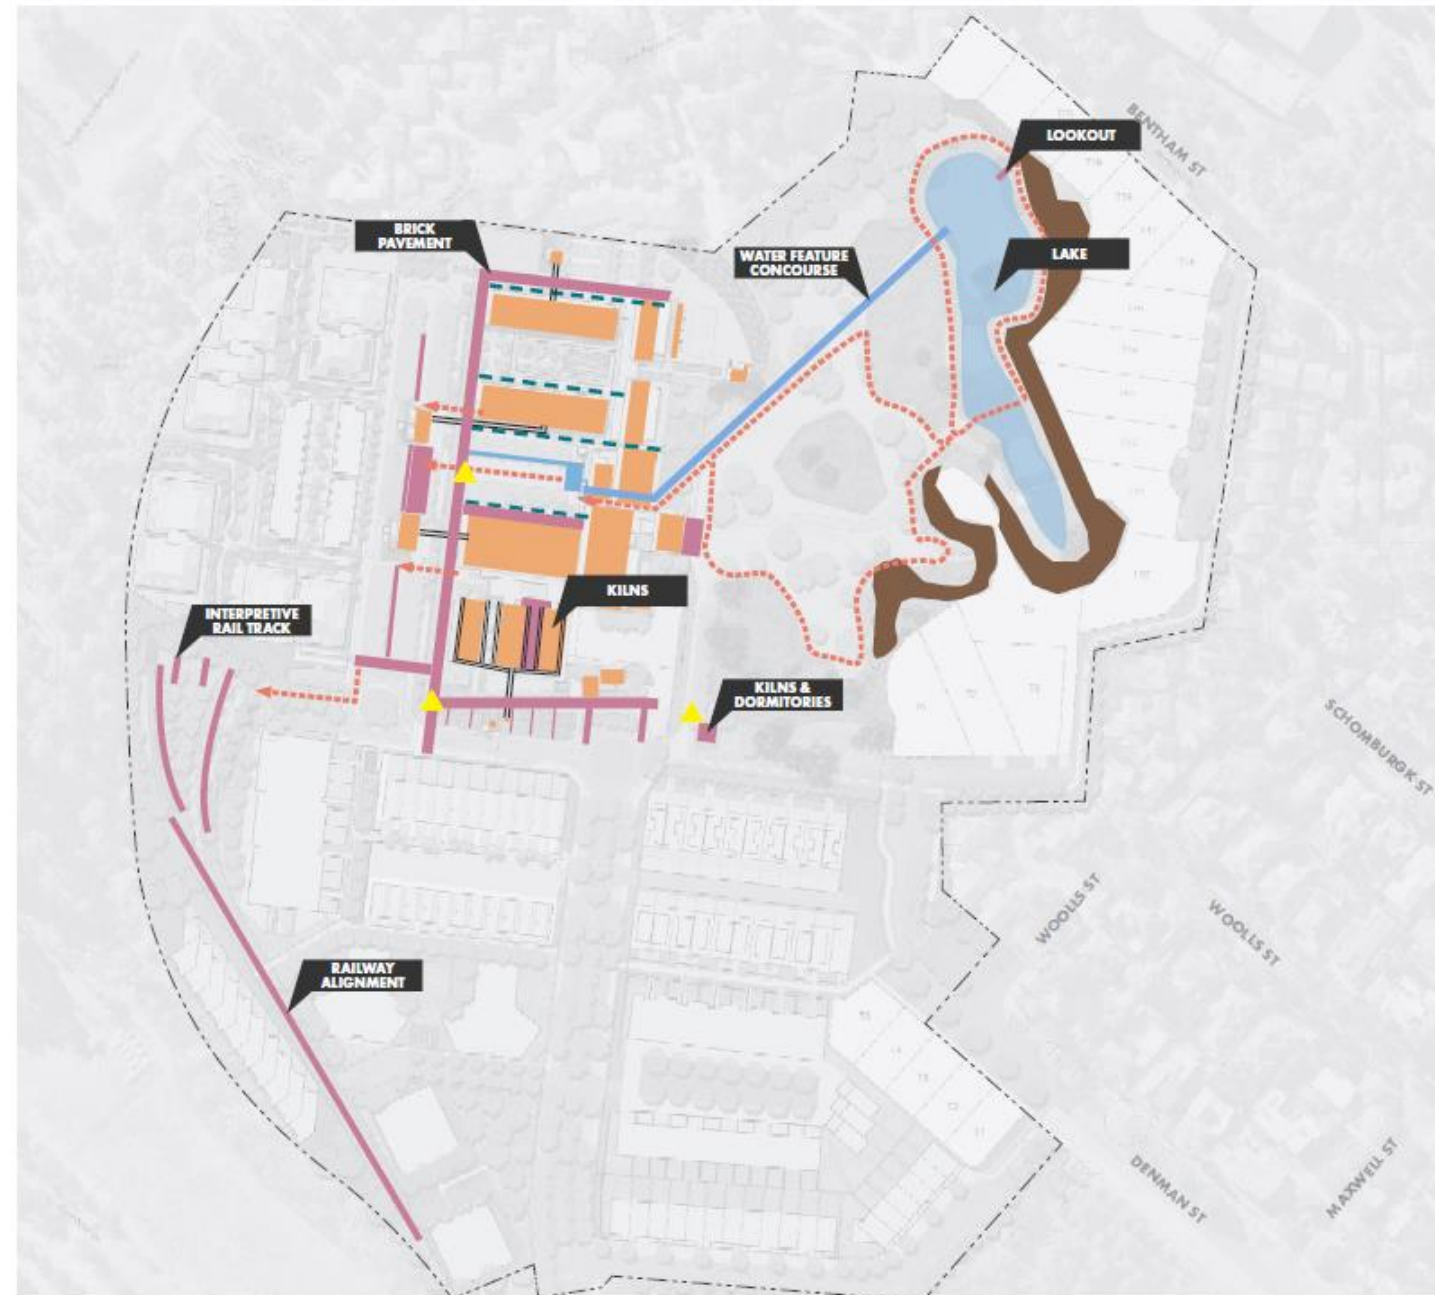 LOOKOUT
BENTHAM ST
BRICK
PAVEMENT
WATER FEATURE
CONCOURSE
LAKE
KILNS
INTERPRETIVE
RAIL TRACK
KILNS &
DORMITORIES
SCHOMBURGK ST
WOOLLS ST
WOOLLS ST
RAILWAY
ALIGNMENT
DENMAN ST
MAXWELL ST